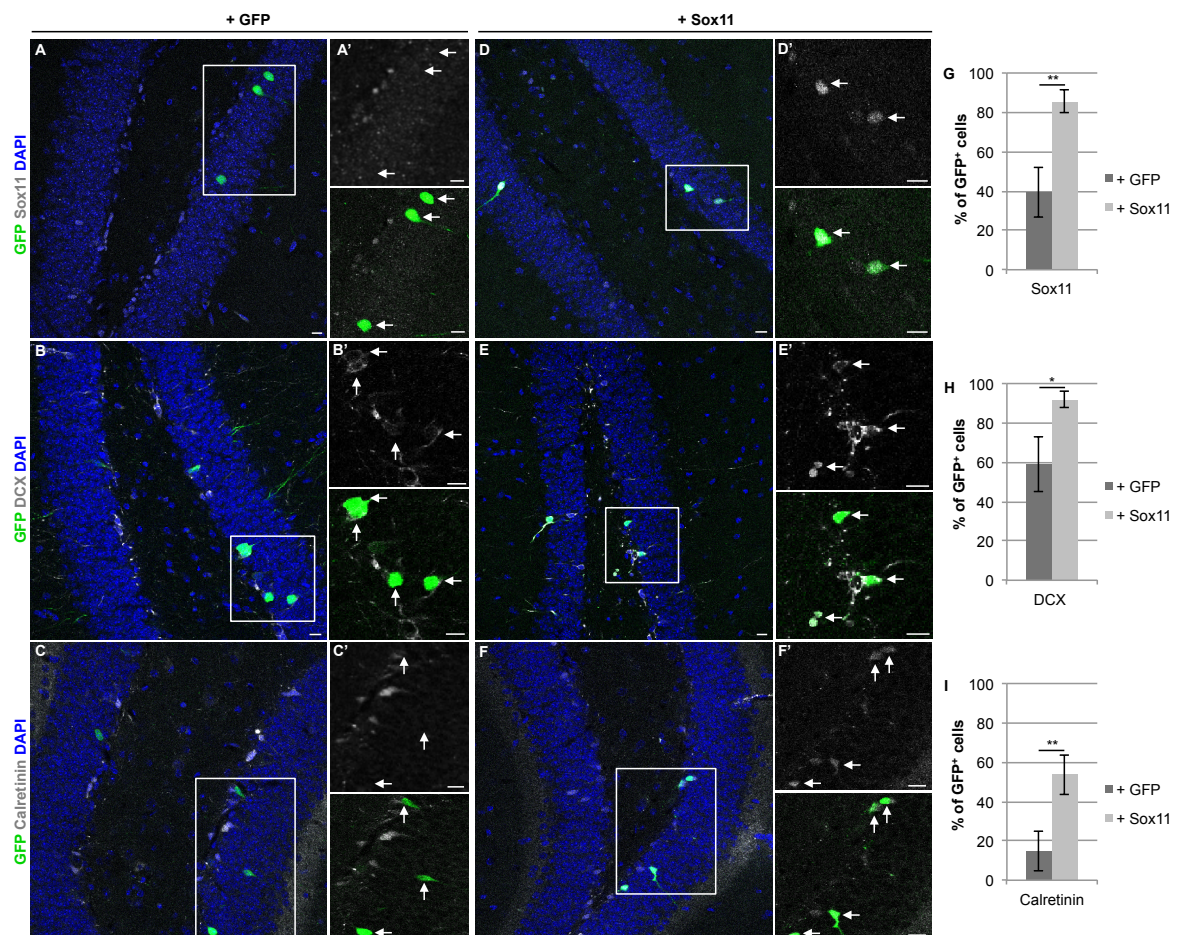 + GFP
+ Sox11
A
A'
D
D'
GFP Sox11 DAPI
B
B'
E
E'
GFP DCX DAPI
C
C'
F
F'
GFP Calretinin DAPI
G
100
80
60
40
20
0
% of GFP⁺ cells
**
+ GFP
+ Sox11
Sox11
H
100
80
60
40
20
0
% of GFP⁺ cells
*
+ GFP
+ Sox11
DCX
I
100
80
60
40
20
0
% of GFP⁺ cells
**
+ GFP
+ Sox11
Calretinin